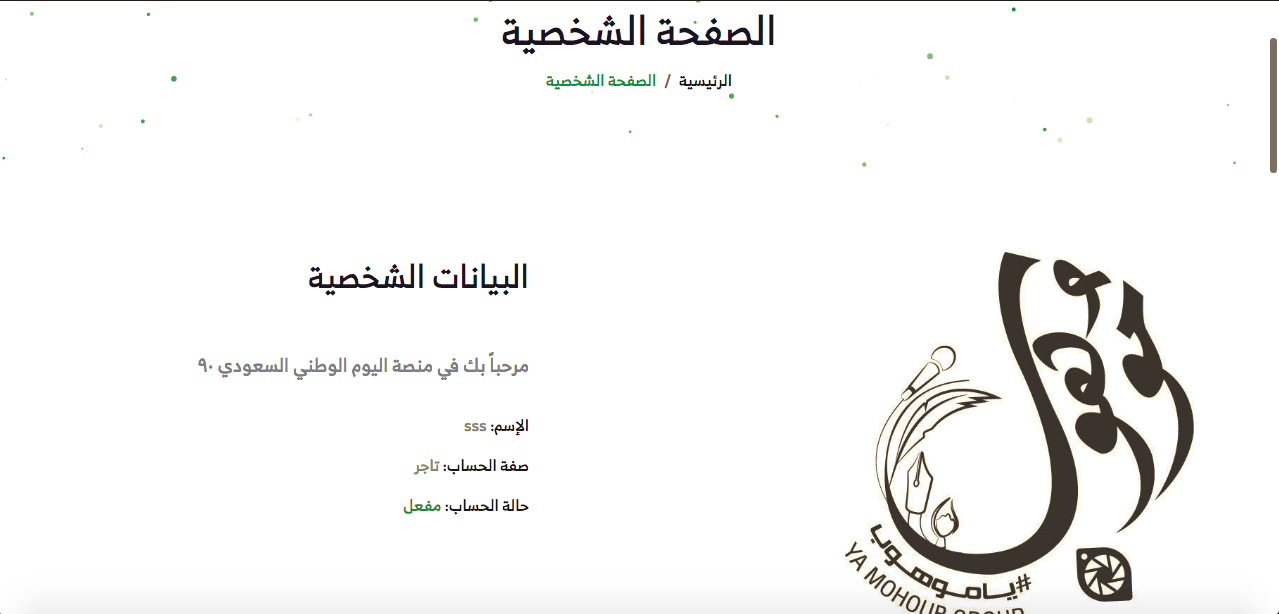 الصفحة الشخصية
الرئيسية / الصفحة الشخصية
البيانات الشخصية
مرحباً بك في منصة اليوم الوطني السعودي ٩٠
الإسم: sss
صفة الحساب: تاجر
حالة الحساب: مفعل
#ياموهوب
YA MOHOUB GROUP